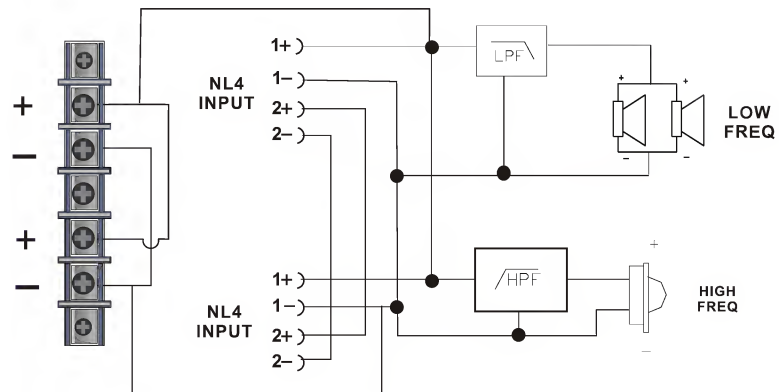 +
−
+
−
NL4
INPUT
1+
1−
2+
2−
LPF
+
+
−
−
LOW
FREQ
NL4
INPUT
1+
1−
2+
2−
HPF
+
−
HIGH
FREQ